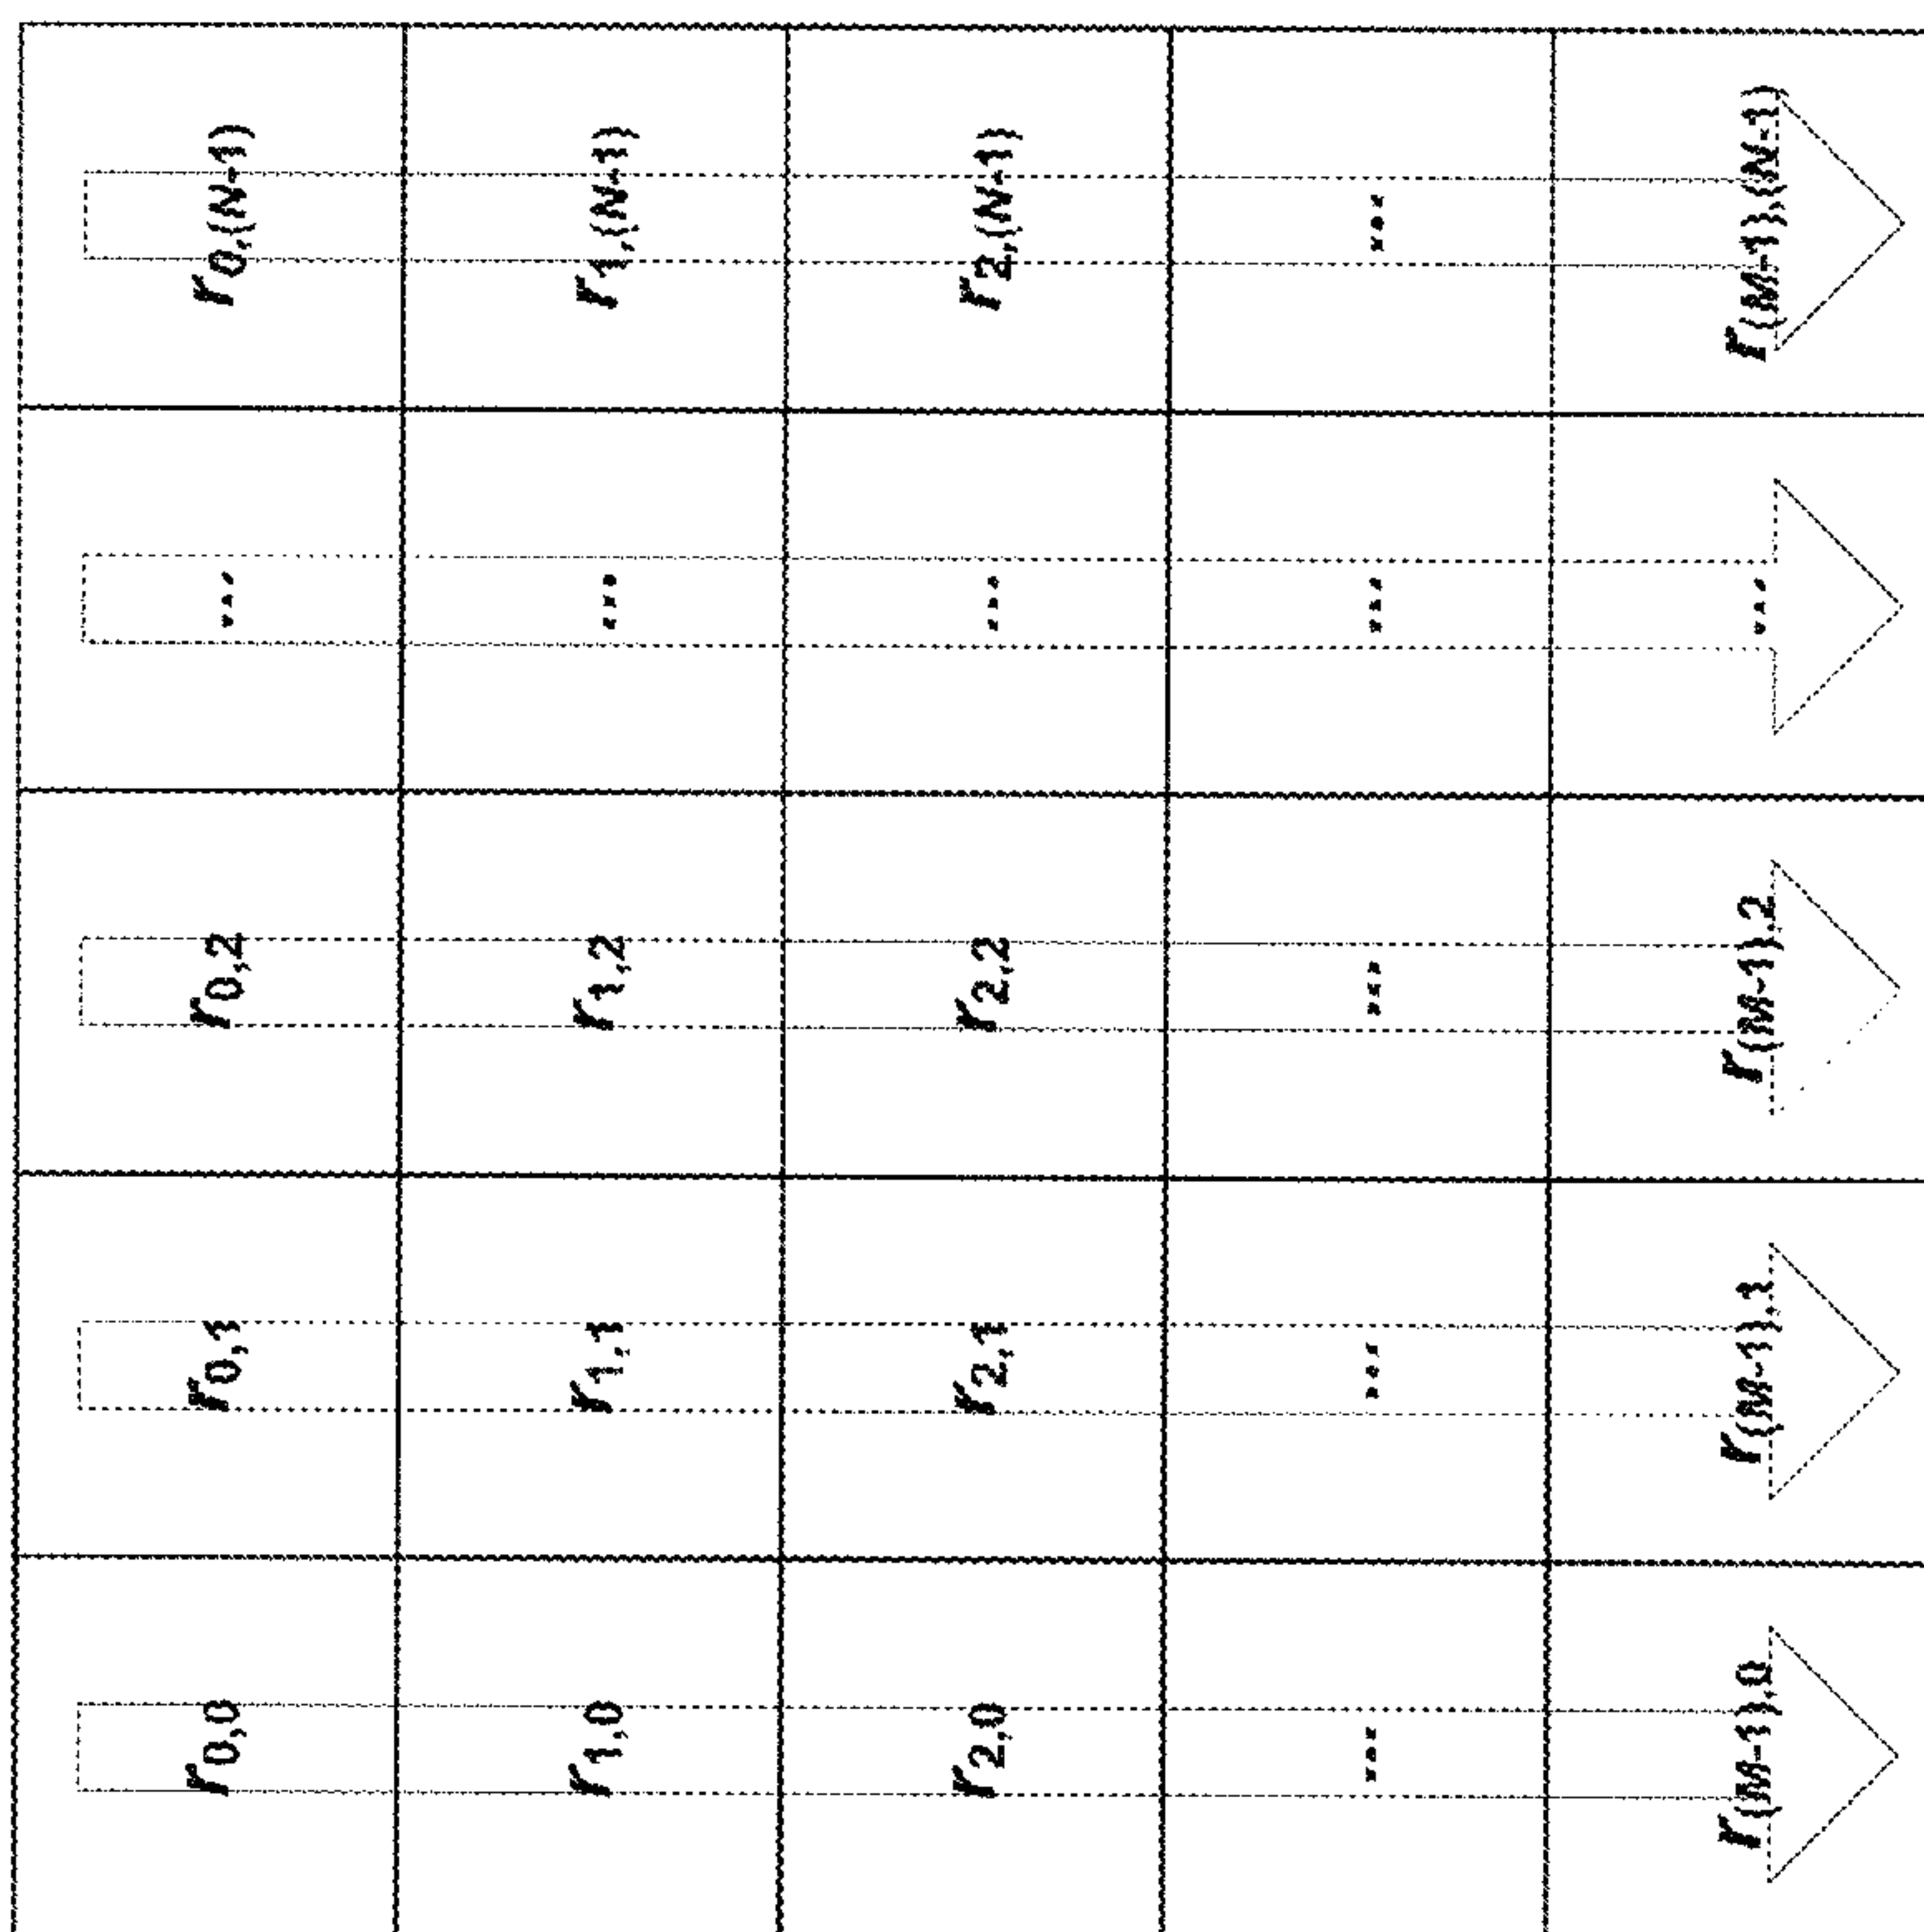 r0,0 r0,1 r0,2 ... r0,(N-1)
r1,0 r1,1 r1,2 ... r1,(N-1)
r2,0 r2,1 r2,2 ... r2,(N-1)
... ... ... ... ...
r(M-1),0 r(M-1),1 r(M-1),2 ... r(M-1),(N-1)